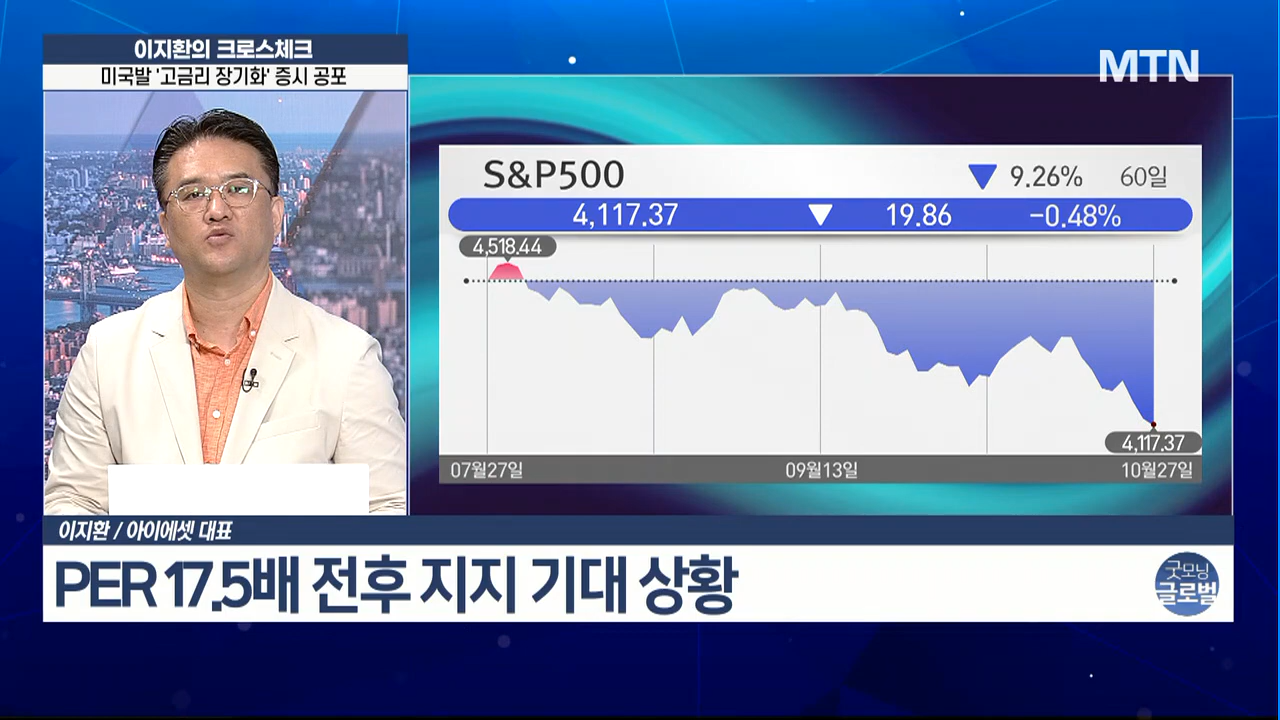 이지환의 크로스체크
미국발 '고금리 장기화' 증시 공포
MTN
S&P500 ▼ 9.26% 60일
4,117.37 ▼ 19.86 -0.48%
4,518.44
4,117.37
07월27일 09월13일 10월27일
이지환 / 아이에셋 대표
PER 17.5배 전후 지지 기대 상황
굿모닝
글로벌